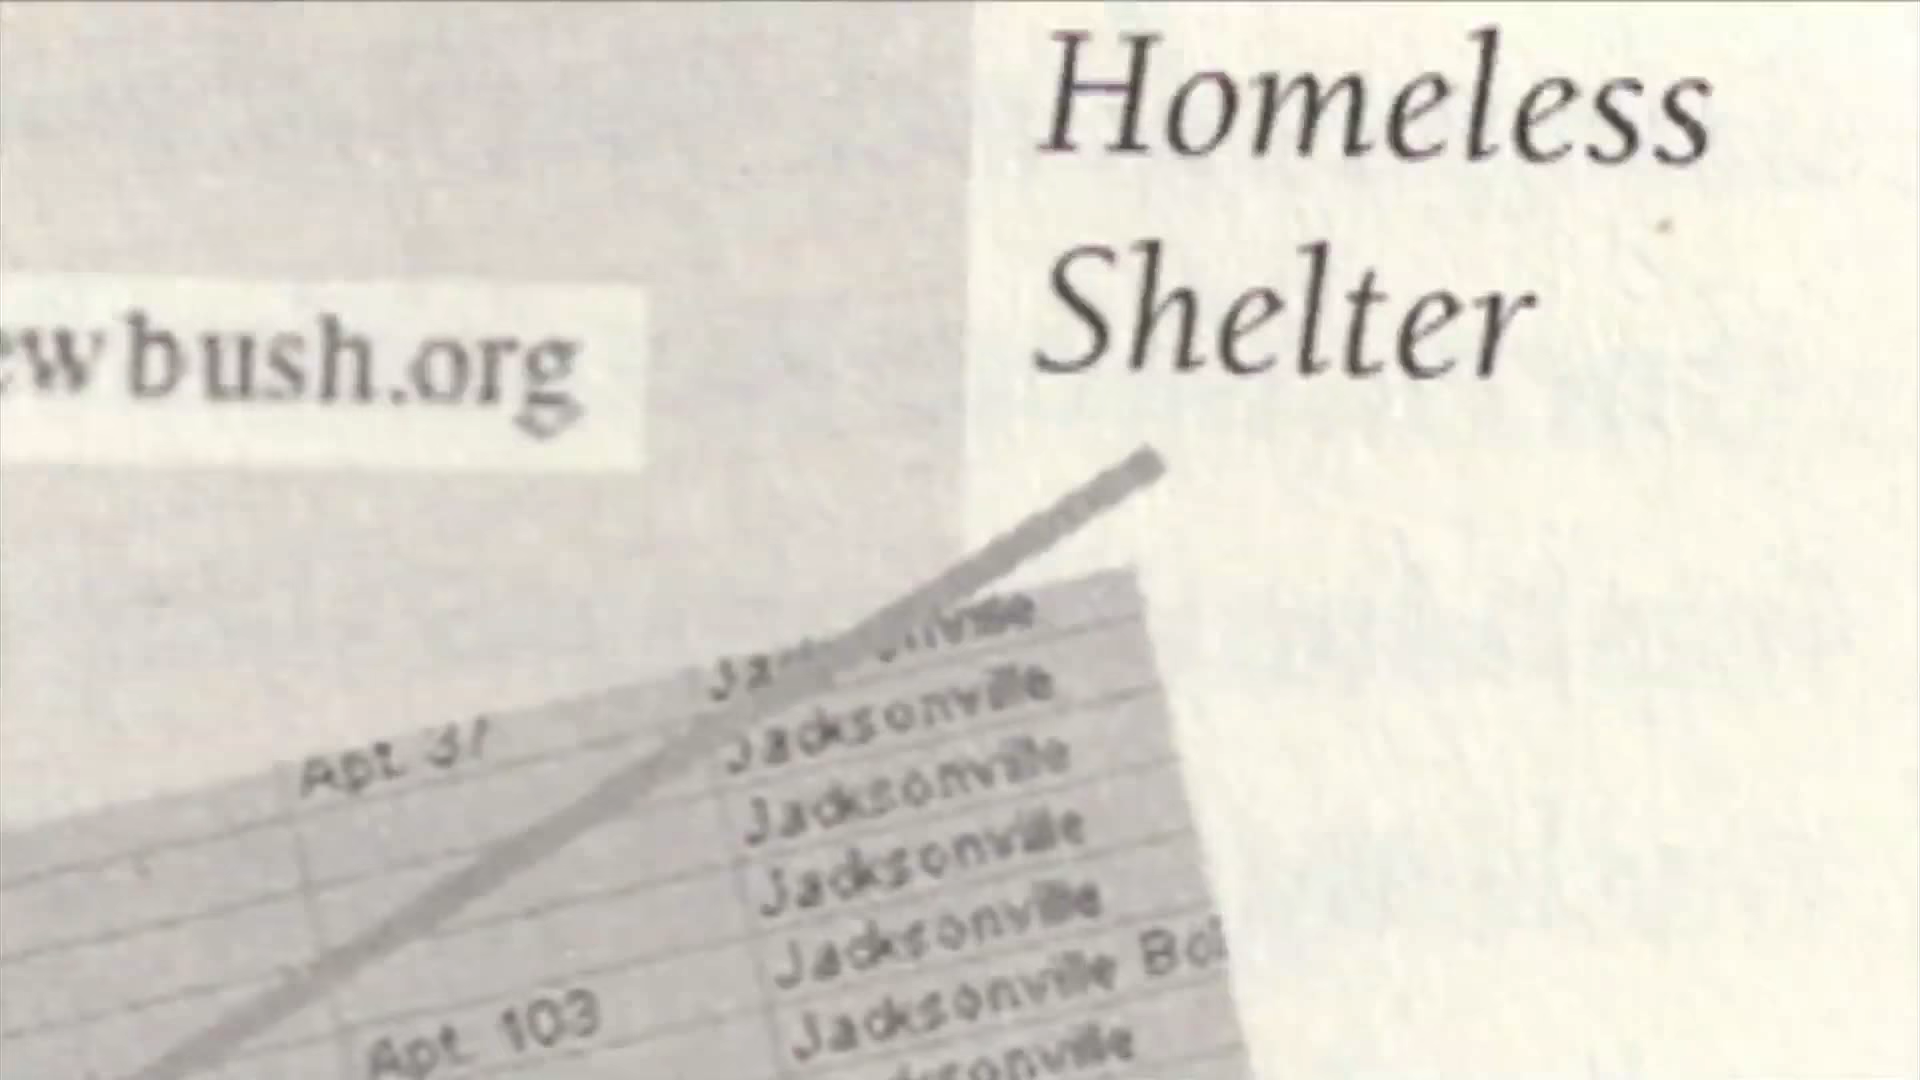 Homeless
Shelter
ewbush.org
Jacksonville
Apt 37 Jacksonville
Jacksonville
Jacksonville
Jacksonville
Apt 103 Jacksonville